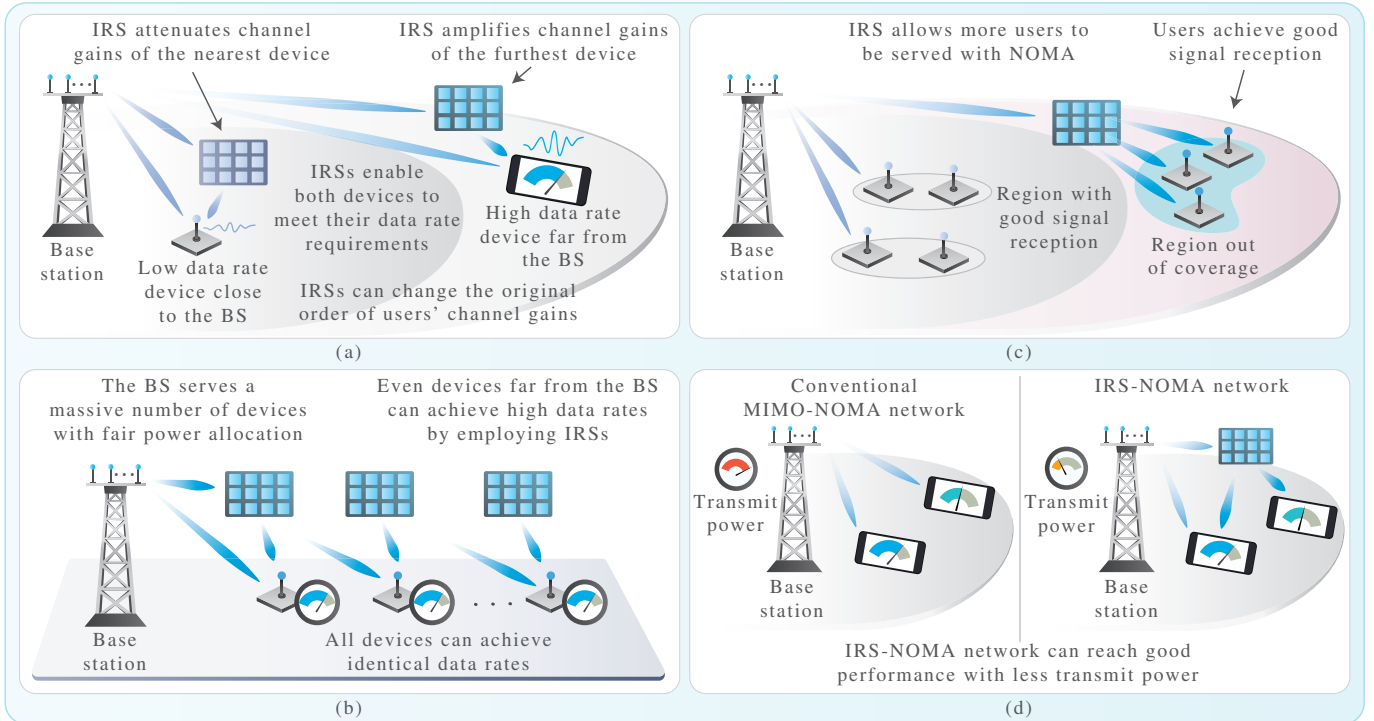 IRS attenuates channel
gains of the nearest device
IRS amplifies channel gains
of the furthest device
Base
station
IRSs enable
both devices to
meet their data rate
requirements
High data rate
device far from
the BS
Low data rate
device close
to the BS
IRSs can change the original
order of users’ channel gains
(a)
IRS allows more users to
be served with NOMA
Users achieve good
signal reception
Base
station
Region with
good signal
reception
Region out
of coverage
(c)
The BS serves a
massive number of devices
with fair power allocation
Even devices far from the BS
can achieve high data rates
by employing IRSs
Base
station
All devices can achieve
identical data rates
(b)
Conventional
MIMO-NOMA network
Transmit
power
Base
station
IRS-NOMA network
Transmit
power
Base
station
IRS-NOMA network can reach good
performance with less transmit power
(d)